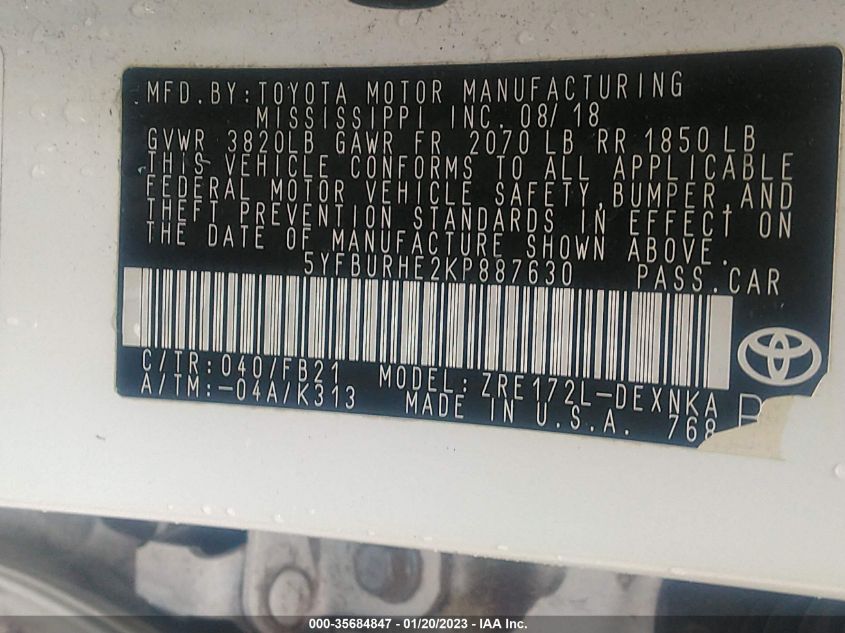 MFD.BY:TOYOTA MOTOR MANUFACTURING
MISSISSIPPI INC. 08/18
GVWR 3820LB GAWR FR 2070 LB RR 1850 LB
THIS VEHICLE CONFORMS TO ALL APPLICABLE
FEDERAL MOTOR VEHICLE SAFETY, BUMPER, AND
THEFT PREVENTION STANDARDS IN EFFECT ON
THE DATE OF MANUFACTURE SHOWN ABOVE.
5YFBURHE2KP887630 PASS.CAR
C/TR:040/FB21 MODEL:ZRE172L-DEXNKA
A/TM:-04A/K313 MADE IN U.S.A. 768
000-35684847 - 01/20/2023 - IAA Inc.